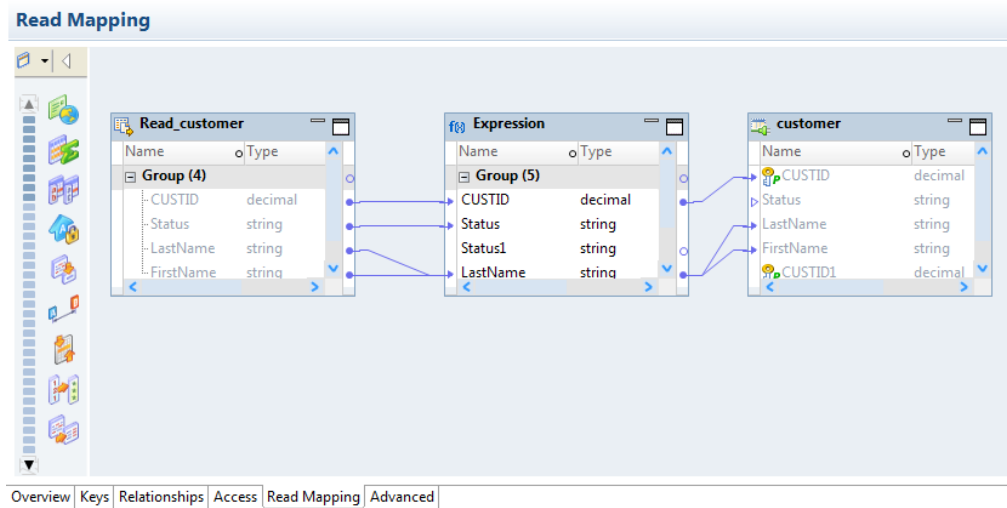 Read Mapping
Read_customer
Name Type
Group (4)
CUSTID decimal
Status string
LastName string
FirstName string
f(x) Expression
Name Type
Group (5)
CUSTID decimal
Status string
Status1 string
LastName string
customer
Name Type
CUSTID decimal
Status string
LastName string
FirstName string
CUSTID1 decimal
Overview Keys Relationships Access Read Mapping Advanced